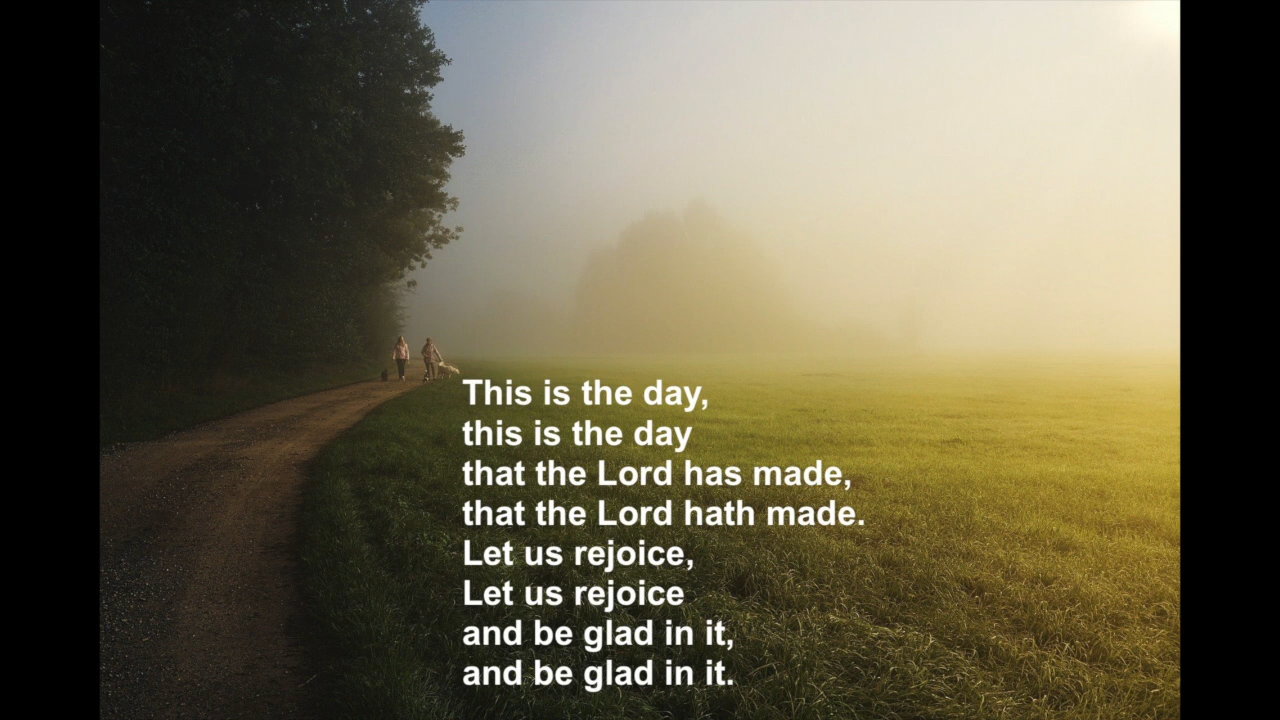 This is the day,
this is the day
that the Lord has made,
that the Lord hath made.
Let us rejoice,
Let us rejoice
and be glad in it,
and be glad in it.